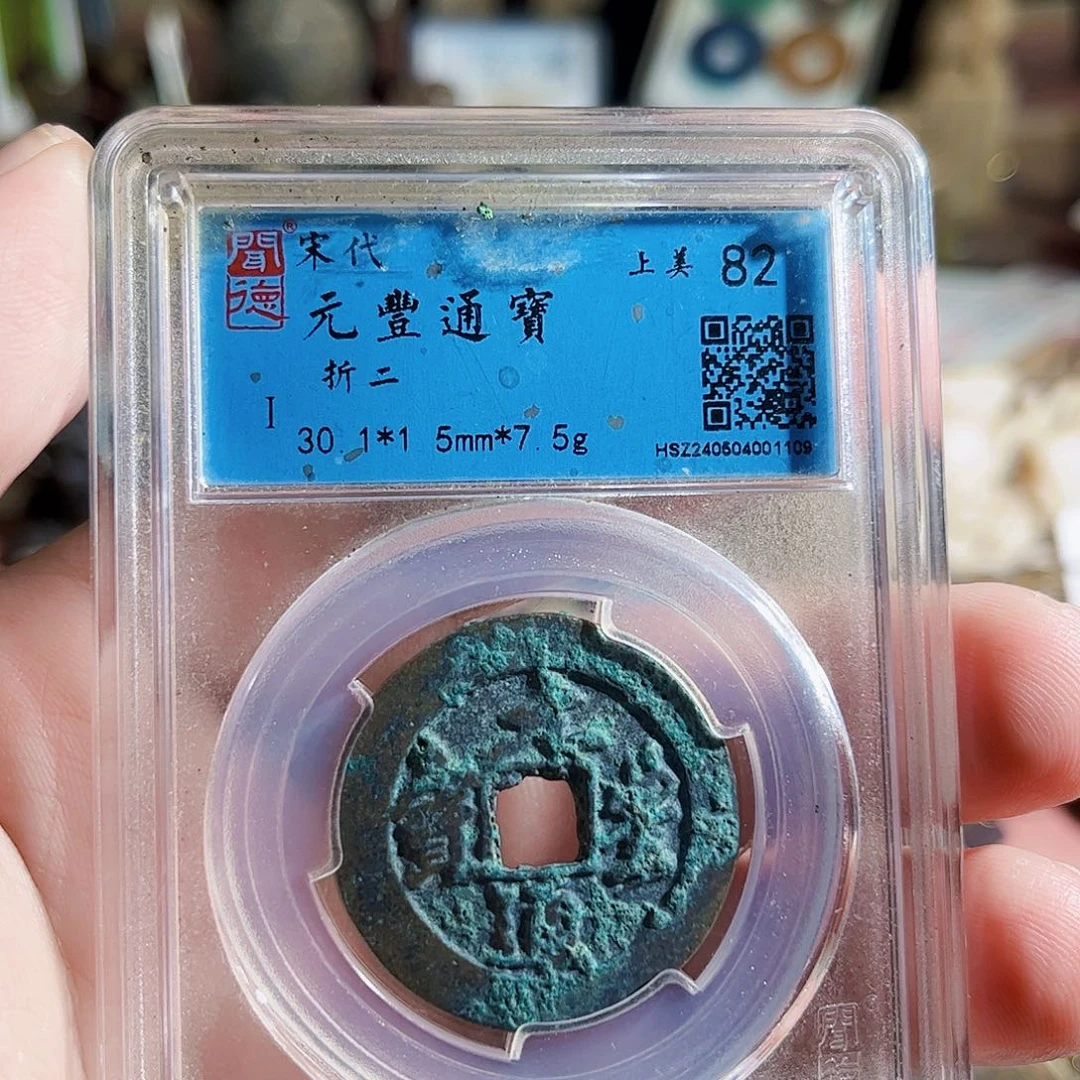 聞德®
宋代
上美 82
元豐通寶
折二
I
30.1*1 5mm*7.5g
HSZ240504001109